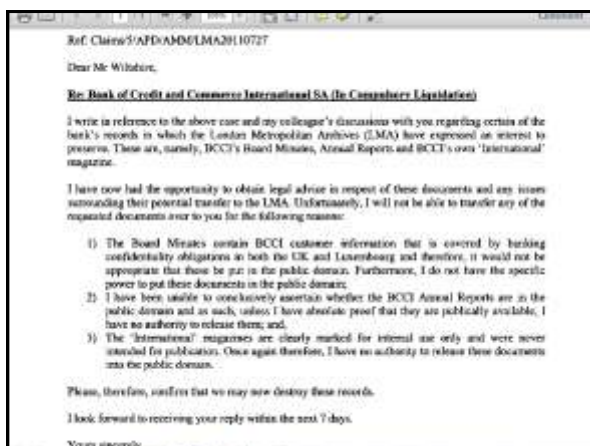 Ref: Claims/5/APD/AMM/LMA20110727
Dear Mr Wiltshire,
Re: Bank of Credit and Commerce International SA (In Compulsory Liquidation)
I write in reference to the above case and my colleague's discussions with you regarding certain of the
bank's records in which the London Metropolitan Archives (LMA) have expressed an interest to
preserve. These are, namely, BCCI's Board Minutes, Annual Reports and BCCI's own 'International'
magazine.
I have now had the opportunity to obtain legal advice in respect of these documents and any issues
surrounding their potential transfer to the LMA. Unfortunately, I will not be able to transfer any of the
requested documents over to you for the following reasons:
1) The Board Minutes contain BCCI customer information that is covered by banking
confidentiality obligations in both the UK and Luxembourg and therefore, it would not be
appropriate that these be put in the public domain. Furthermore, I do not have the specific
power to put these documents in the public domain;
2) I have been unable to conclusively ascertain whether the BCCI Annual Reports are in the
public domain and as such, unless I have absolute proof that they are publically available, I
have no authority to release them; and,
3) The 'International' magazines are clearly marked for internal use only and were never
intended for publication. Once again therefore, I have no authority to release these documents
into the public domain.
Please, therefore, confirm that we may now destroy these records.
I look forward to receiving your reply within the next 7 days.
Yours sincerely